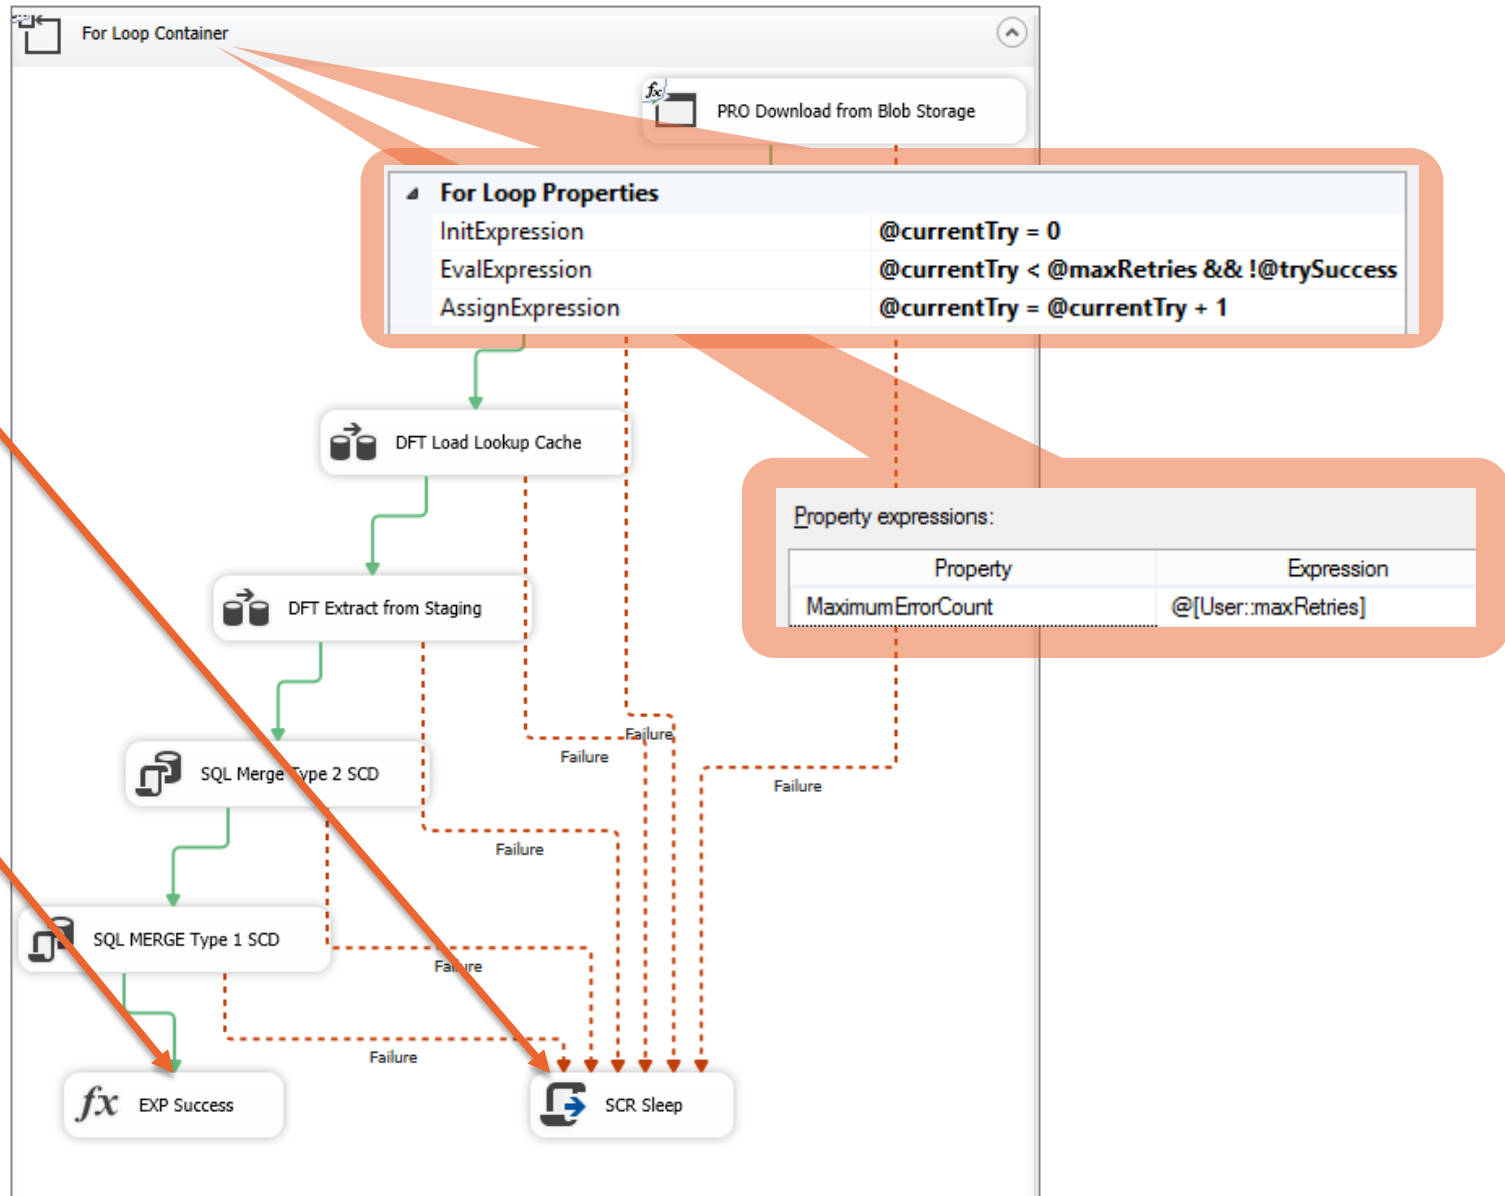 For Loop Container
fx
PRO Download from Blob Storage
For Loop Properties
InitExpression @currentTry = 0
EvalExpression @currentTry < @maxRetries && !@trySuccess
AssignExpression @currentTry = @currentTry + 1
DFT Load Lookup Cache
Property expressions:
Property Expression
MaximumErrorCount @[User::maxRetries]
DFT Extract from Staging
Failure
Failure
Failure
SQL Merge Type 2 SCD
Failure
SQL MERGE Type 1 SCD
Failure
Failure
fx EXP Success
SCR Sleep